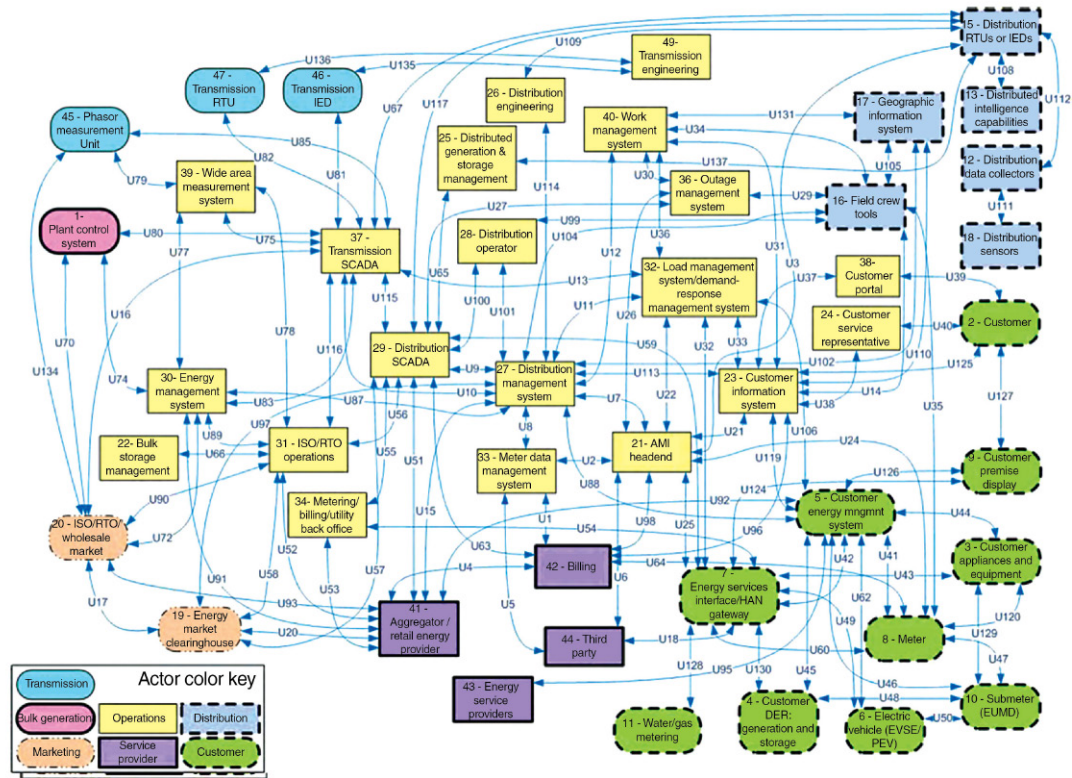 15 - Distribution
RTUs or IEDs
U109
49-
Transmission
engineering
U136
U135
47 -
Transmission
RTU
46 -
Transmission
IED
26 - Distribution
engineering
U67
U117
U108
U112
13 - Distributed
intelligence
capabilities
17 - Geographic
information
system
U131
40- Work
management
system
U34
45 - Phasor
measurement
Unit
U85
25 - Distributed
generation &
storage
management
U137
U105
12 - Distribution
data collectors
U82
U81
U114
U30
36 - Outage
management
system
U29
U79
39 - Wide area
measurement
system
U27
U111
16- Field crew
tools
1-
Plant control
system
U80
U75
U99
U104
28- Distribution
operator
U36
U31
U3
18 - Distribution
sensors
37 -
Transmission
SCADA
U77
U65
U12
32- Load management
system/demand-
response
management system
U37
38-
Customer
portal
U39
U13
U16
U115
U100
U101
U11
U26
24 - Customer
service
representative
U40
2 - Customer
U78
U116
29 - Distribution
SCADA
U59
U32
U33
U102
U110
U125
U70
U134
U9
27 - Distribution
management
system
U113
23 - Customer
information
system
U14
U74
30- Energy
management
system
U83
U97
U87
U10
U7
U22
U38
U35
U127
U56
U89
U66
22- Bulk
storage
management
31 - ISO/RTO
operations
U55
U51
U8
U21
21- AMI
headend
U106
U119
U24
33 - Meter data
management
system
U2
U126
9 - Customer
premise
display
U90
34- Metering/
billing/utility
back office
U88
U92
U124
5 - Customer
energy mngmnt
system
U15
U1
U98
U25
U96
U44
20 - ISO/RTO/
wholesale
market
U72
U52
U54
U42
U41
3 - Customer
appliances and
equipment
U63
U4
42 - Billing
U64
U43
U58
U57
U53
7 -
Energy services
interface/HAN
gateway
U62
U91
U93
U5
U6
U17
19 - Energy
market
clearinghouse
U20
41 -
Aggregator /
retail energy
provider
U49
U120
U129
44 - Third
party
U18
U60
8 - Meter
U128
U130
U95
U45
U47
U46
43 - Energy
service
providers
U48
10 - Submeter
(EUMD)
11 - Water/gas
metering
4 - Customer
DER:
generation and
storage
6 - Electric
vehicle (EVSE/
PEV)
U50
Transmission
Actor color key
Bulk generation
Operations
Distribution
Marketing
Service
provider
Customer